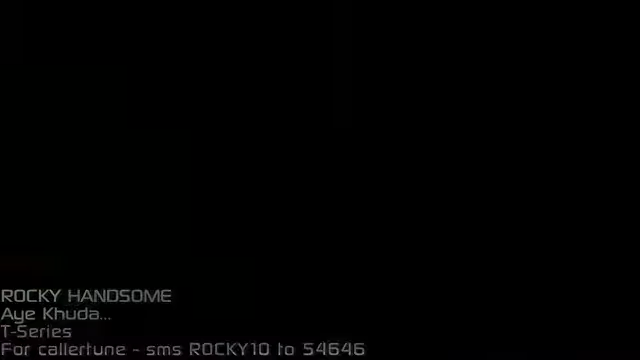 ROCKY HANDSOME
Aye Khuda...
T-Series
For callertune - sms ROCKY10 to 54646